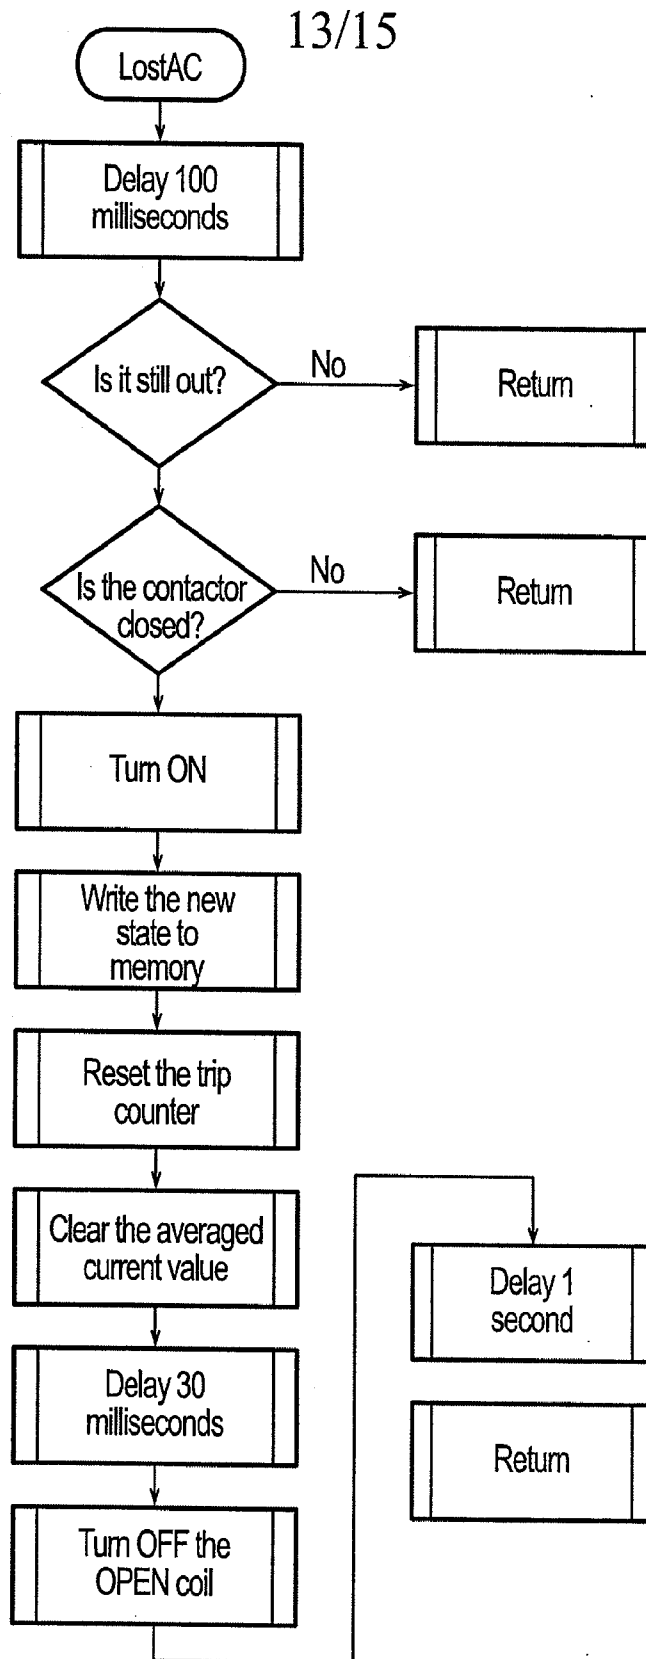 13/15
LostAC
Delay 100
milliseconds
Is it still out?
No
Return
Is the contactor
closed?
No
Return
Turn ON
Write the new
state to
memory
Reset the trip
counter
Clear the averaged
current value
Delay 30
milliseconds
Turn OFF the
OPEN coil
Delay 1
second
Return